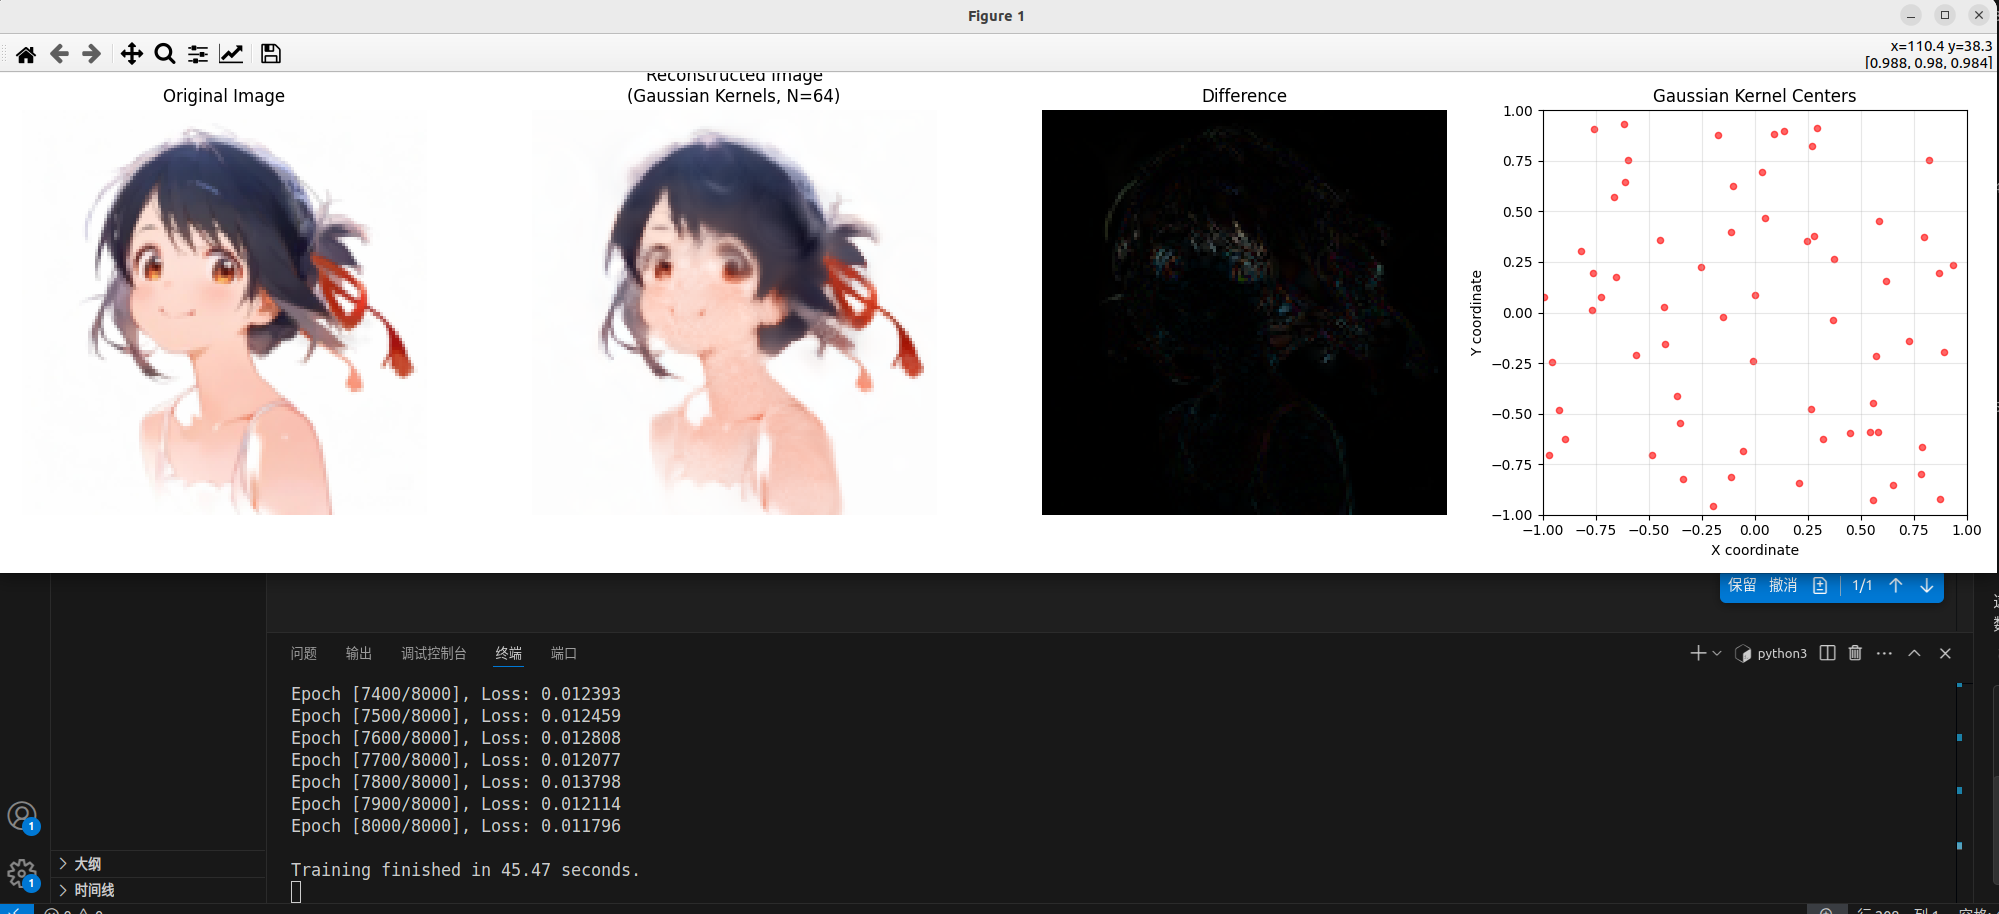 Figure 1
x=110.4 y=38.3
[0.988, 0.98, 0.984]
Original Image
Reconstructed Image
(Gaussian Kernels, N=64)
Difference
Gaussian Kernel Centers
1.00
0.75
0.50
0.25
0.00
−0.25
−0.50
−0.75
−1.00
Y coordinate
−1.00 −0.75 −0.50 −0.25 0.00 0.25 0.50 0.75 1.00
X coordinate
保留 撤消 1/1
问题 输出 调试控制台 终端 端口
python3
Epoch [7400/8000], Loss: 0.012393
Epoch [7500/8000], Loss: 0.012459
Epoch [7600/8000], Loss: 0.012808
Epoch [7700/8000], Loss: 0.012077
Epoch [7800/8000], Loss: 0.013798
Epoch [7900/8000], Loss: 0.012114
Epoch [8000/8000], Loss: 0.011796
Training finished in 45.47 seconds.
1
1
大纲
时间线